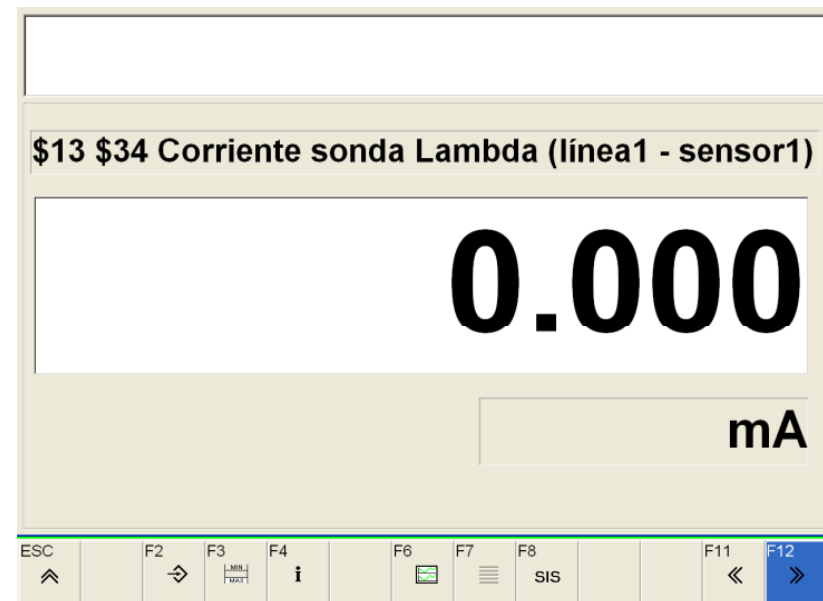 $13 $34 Corriente sonda Lambda (línea1 - sensor1)
0.000
mA
ESC F2 F3 F4 F6 F7 F8 F11 F12
MIN MAX i SIS